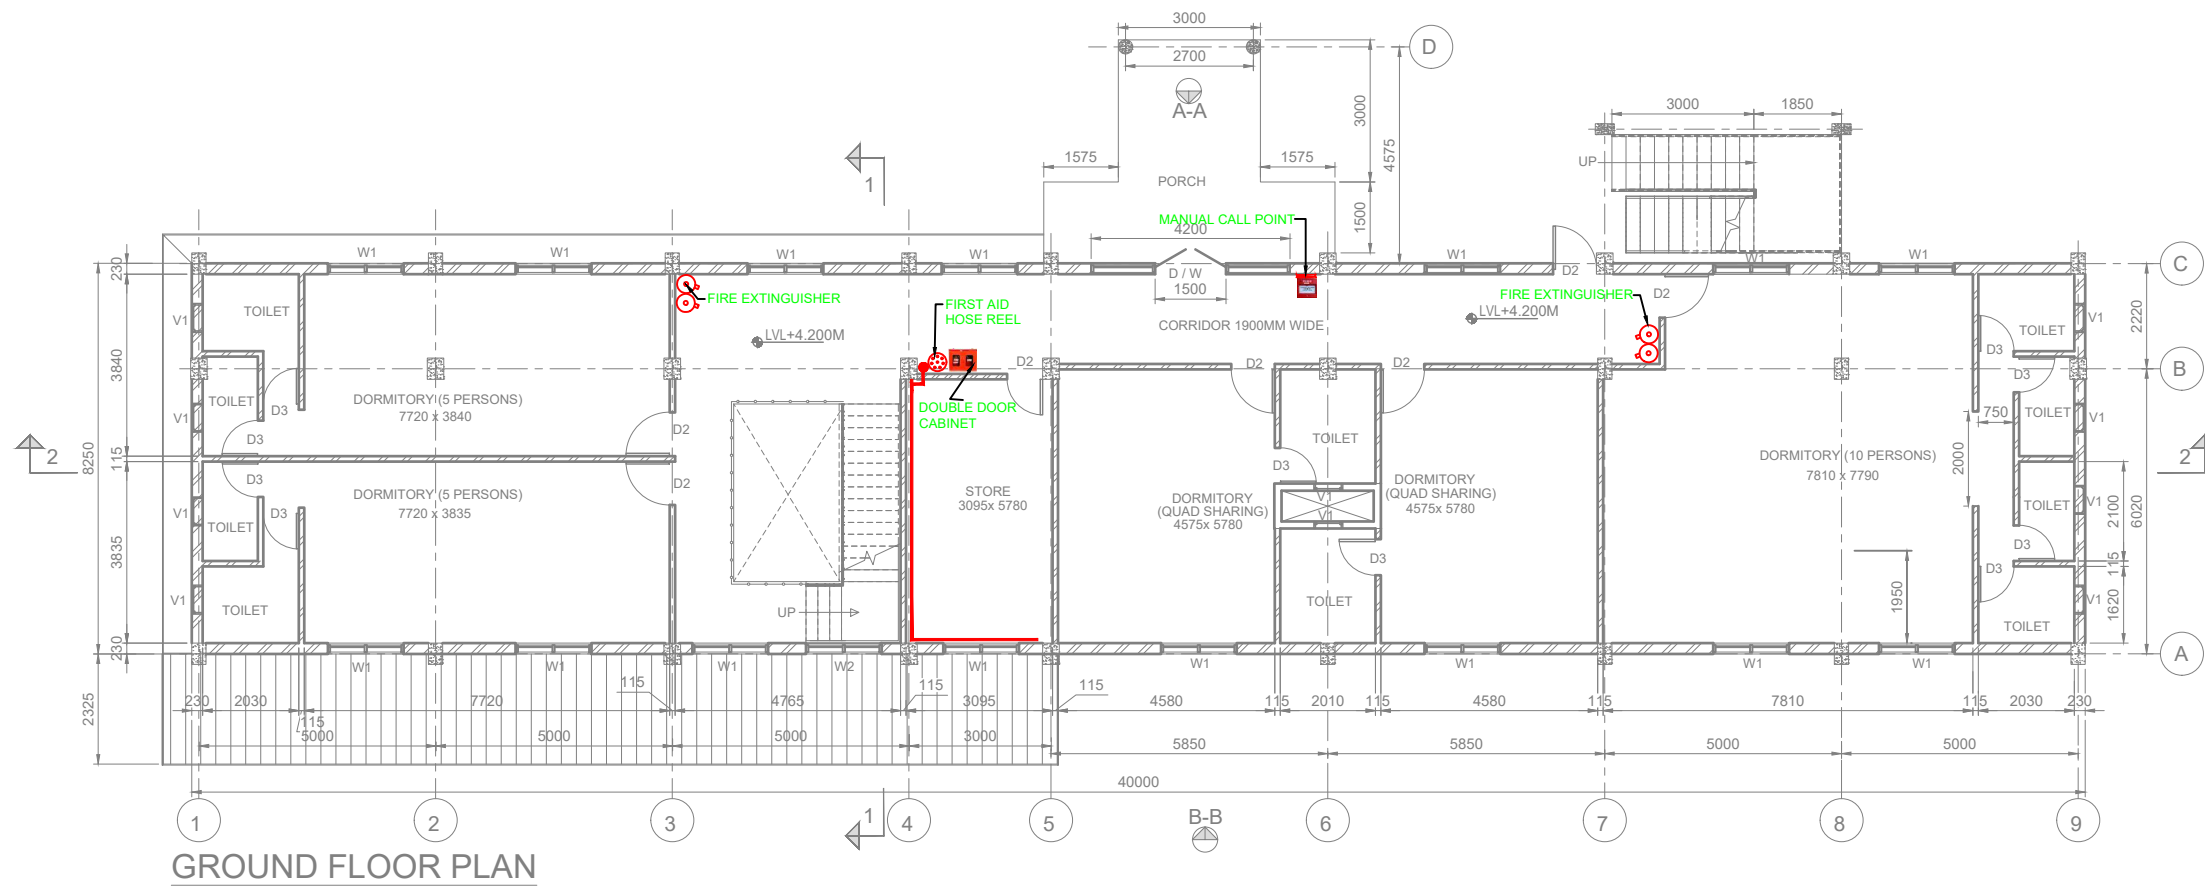 3000
D
2700
A-A
3000
4575
3000
1850
UP
1575
1575
1
PORCH
1500
MANUAL CALL POINT
4200
W1
W1
W1
W1
W1
W1
W1
D / W
D2
C
230
TOILET
FIRE EXTINGUISHER
FIRST AID
HOSE REEL
1500
FIRE EXTINGUISHER
D2
V1
LVL+4.200M
CORRIDOR 1900MM WIDE
LVL+4.200M
TOILET
V1
2220
3840
D2
D2
D2
D3
D3
B
DORMITORY (5 PERSONS)
7720 x 3840
TOILET
D3
V1
DOUBLE DOOR
CABINET
750
TOILET
V1
D2
D3
TOILET
2
8250
115
DORMITORY (10 PERSONS)
7810 x 7790
2000
2
D3
D3
D2
DORMITORY (5 PERSONS)
7720 x 3835
STORE
3095x 5780
DORMITORY
(QUAD SHARING)
4575x 5780
V1
V1
DORMITORY
(QUAD SHARING)
4575x 5780
V1
TOILET
D3
V1
TOILET
2100
6020
3835
D3
D3
D3
115
V1
TOILET
UP
TOILET
1950
TOILET
V1
1620
230
W1
W1
W1
W2
W1
W1
W1
W1
W1
A
2325
230
2030
115
7720
115
4765
115
3095
115
4580
115
2010
115
4580
115
7810
115
2030
230
5000
5000
5000
3000
5850
5850
5000
5000
40000
1
2
3
1
4
5
B-B
6
7
8
9
GROUND FLOOR PLAN